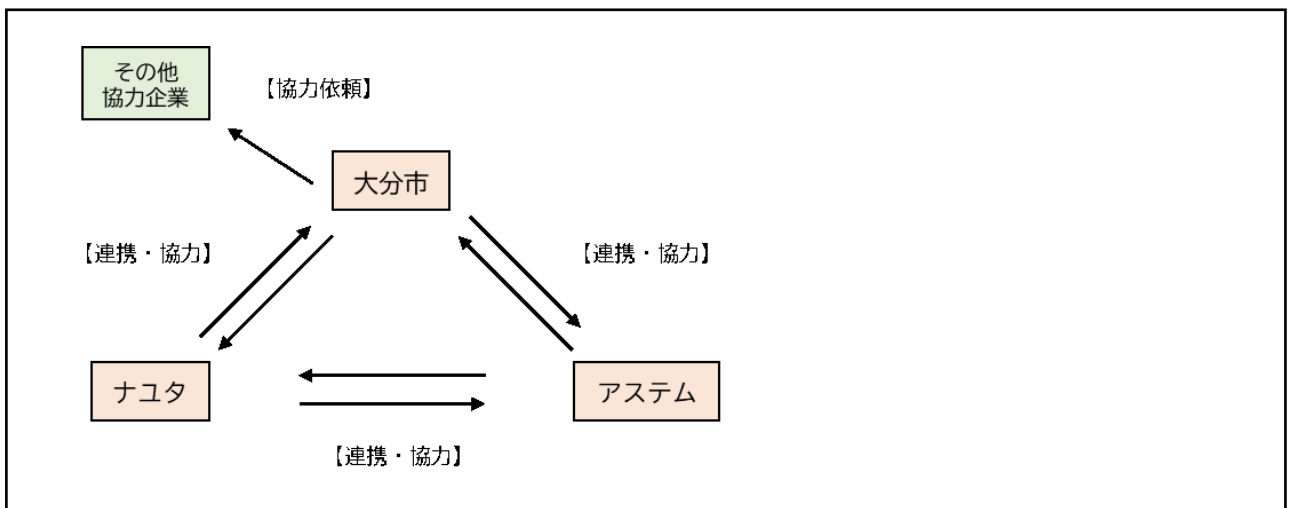 その他
協力企業
【協力依頼】
大分市
【連携・協力】
【連携・協力】
ナユタ
アステム
【連携・協力】